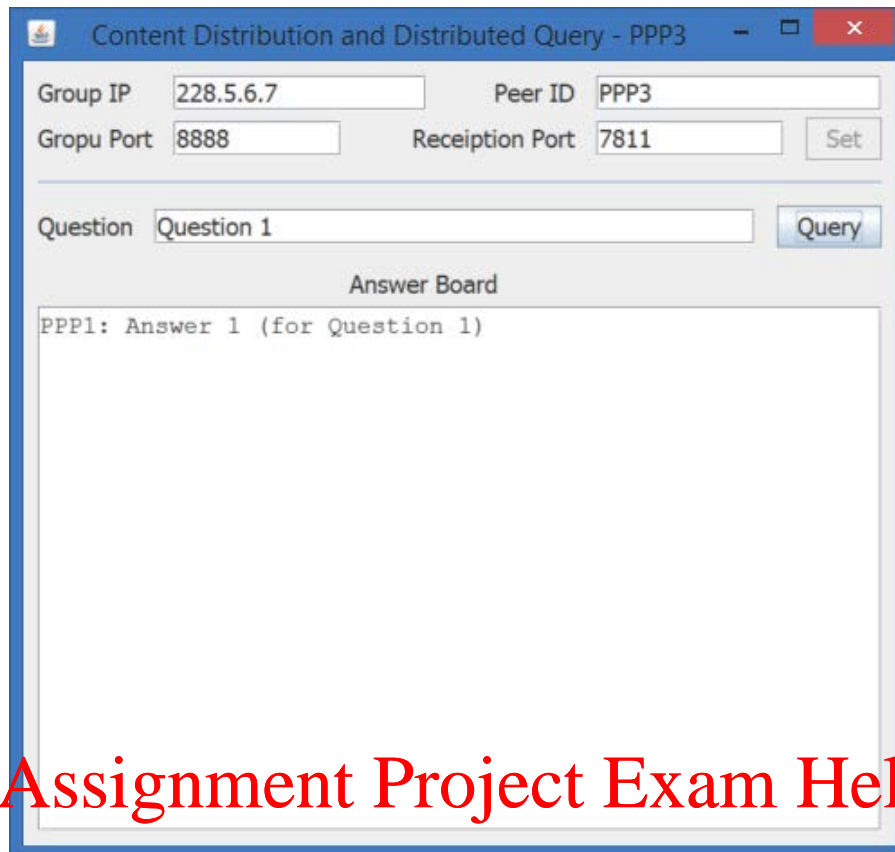 Content Distribution and Distributed Query - PPP3
Group IP 228.5.6.7 Peer ID PPP3
Gropu Port 8888 Receiption Port 7811 Set
Question Question 1 Query
Answer Board
PPP1: Answer 1 (for Question 1)
Assignment Project Exam Hel